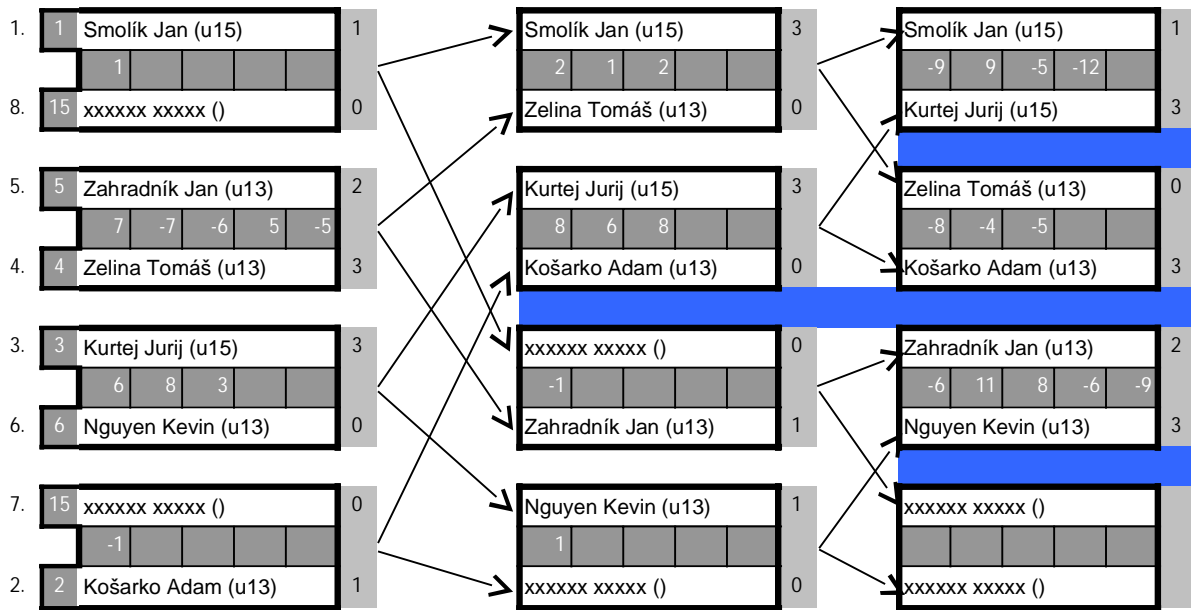 1. 1 Smolík Jan (u15) 1
1
8. 15 xxxxxx xxxxx () 0
5. 5 Zahradník Jan (u13) 2
7 -7 -6 5 -5
4. 4 Zelina Tomáš (u13) 3
3. 3 Kurtej Jurij (u15) 3
6 8 3
6. 6 Nguyen Kevin (u13) 0
7. 15 xxxxxx xxxxx () 0
-1
2. 2 Košarko Adam (u13) 1
Smolík Jan (u15) 3
2 1 2
Zelina Tomáš (u13) 0
Kurtej Jurij (u15) 3
8 6 8
Košarko Adam (u13) 0
xxxxxx xxxxx () 0
-1
Zahradník Jan (u13) 1
Nguyen Kevin (u13) 1
1
xxxxxx xxxxx () 0
Smolík Jan (u15) 1
-9 9 -5 -12
Kurtej Jurij (u15) 3
Zelina Tomáš (u13) 0
-8 -4 -5
Košarko Adam (u13) 3
Zahradník Jan (u13) 2
-6 11 8 -6 -9
Nguyen Kevin (u13) 3
xxxxxx xxxxx ()
xxxxxx xxxxx ()